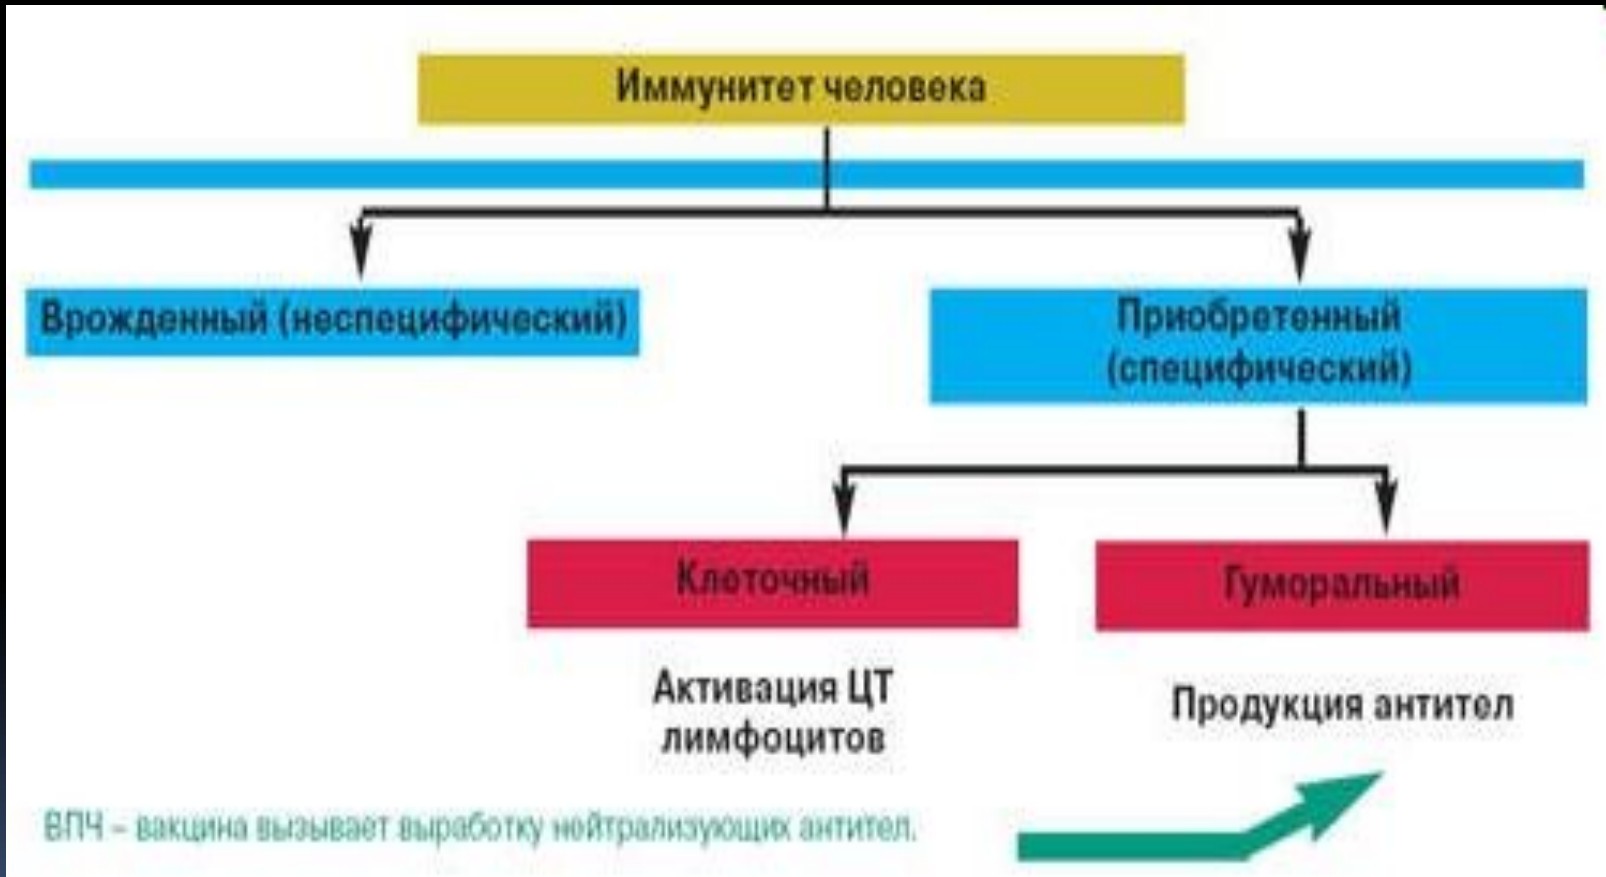 Иммунитет человека
Врожденный (неспецифический)
Приобретенный
(специфический)
Клеточный
Гуморальный
Активация ЦТ
лимфоцитов
Продукция антител
ВПЧ – вакцина вызывает выработку нейтрализующих антител.